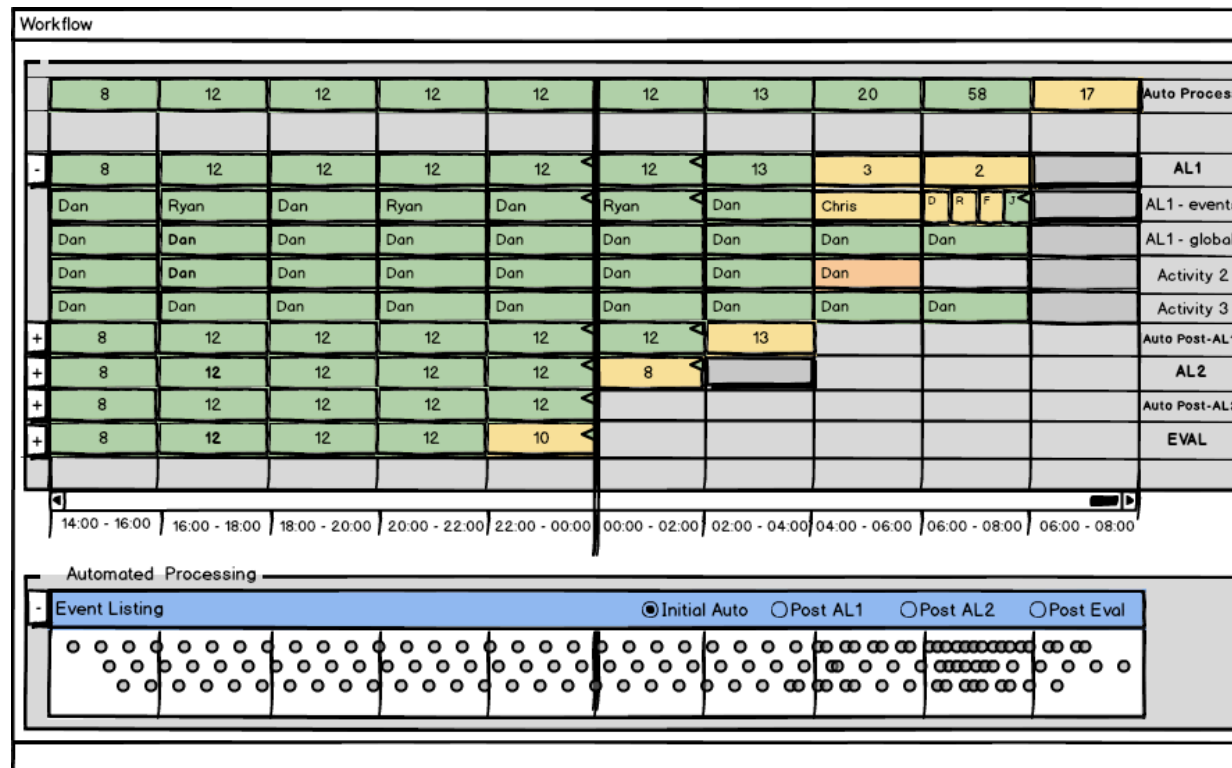 Workflow
8 12 12 12 12 12 13 20 58 17 Auto Proces
- 8 12 12 12 12 12 13 3 2 AL1
Dan Ryan Dan Ryan Dan Ryan Dan Chris D R F J AL1 - events
Dan Dan Dan Dan Dan Dan Dan Dan Dan AL1 - global
Dan Dan Dan Dan Dan Dan Dan Dan Activity 2
Dan Dan Dan Dan Dan Dan Dan Dan Dan Activity 3
+ 8 12 12 12 12 12 13 Auto Post-AL1
+ 8 12 12 12 12 8 AL2
+ 8 12 12 12 12 Auto Post-AL2
+ 8 12 12 12 10 EVAL
14:00 - 16:00 16:00 - 18:00 18:00 - 20:00 20:00 - 22:00 22:00 - 00:00 00:00 - 02:00 02:00 - 04:00 04:00 - 06:00 06:00 - 08:00 06:00 - 08:00
Automated Processing
- Event Listing Initial Auto Post AL1 Post AL2 Post Eval